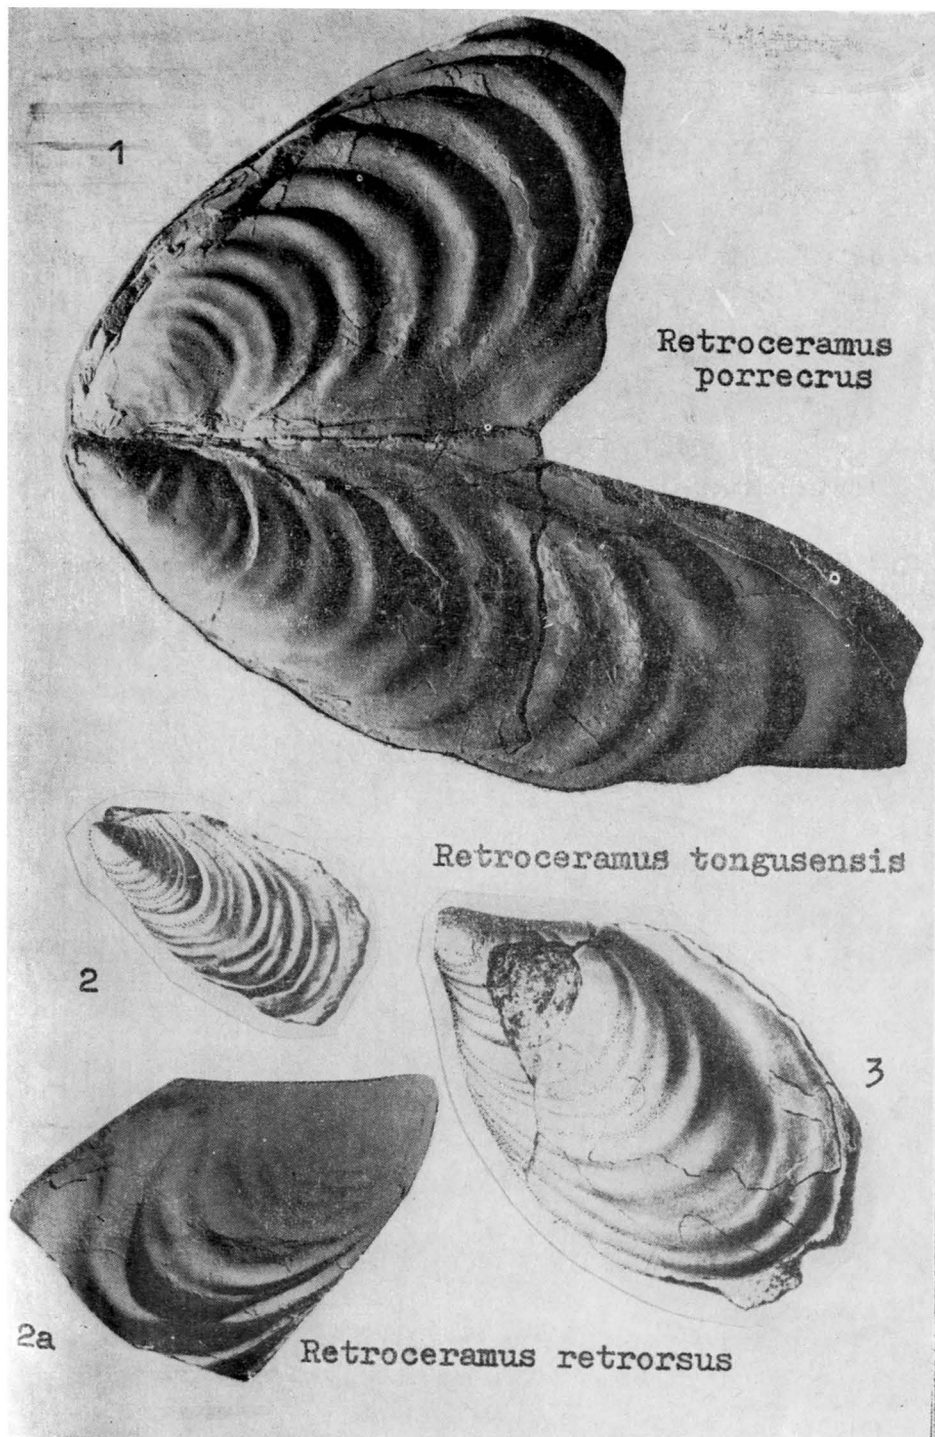 1
Retroceramus
porrecrus
Retroceramus tongusensis
2
3
2a
Retroceramus retrorsus